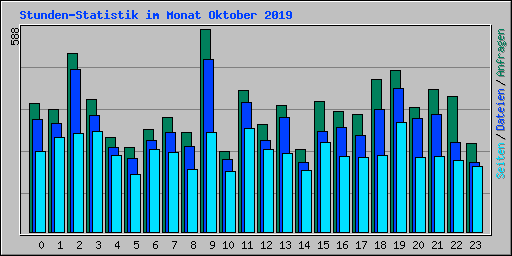 Stunden-Statistik im Monat Oktober 2019
588
Seiten / Dateien / Anfragen
0 1 2 3 4 5 6 7 8 9 10 11 12 13 14 15 16 17 18 19 20 21 22 23